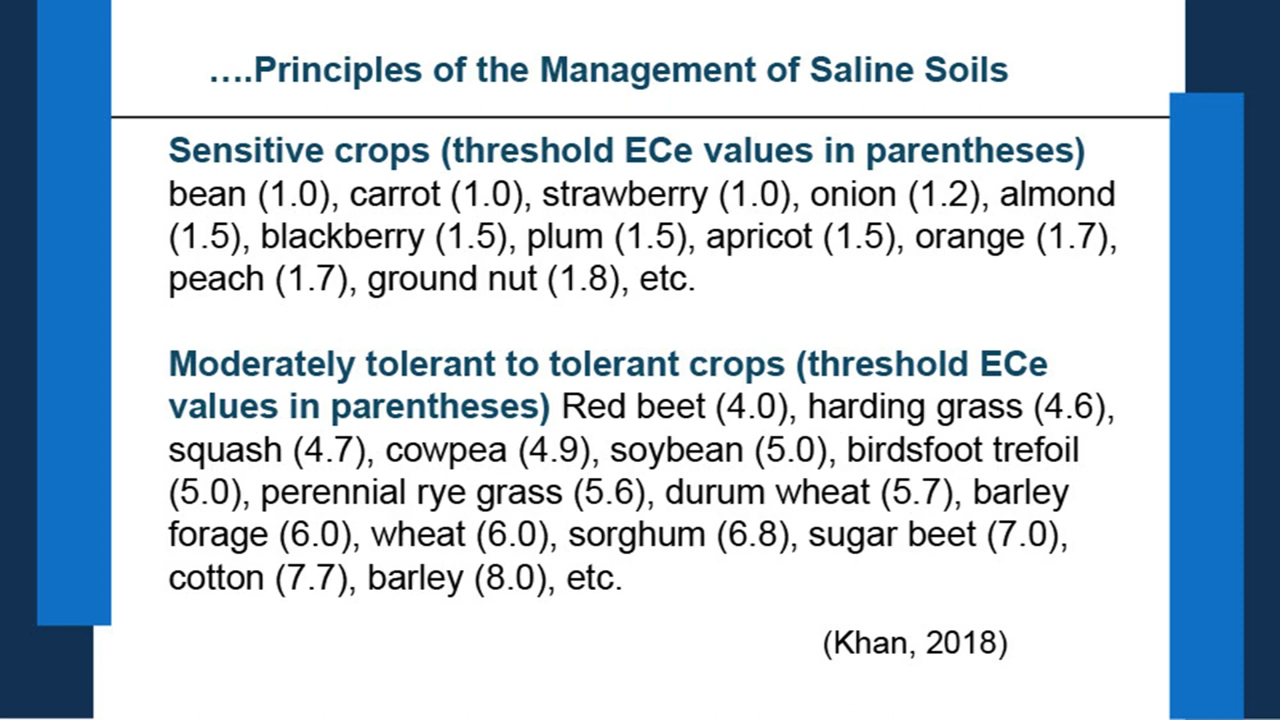 ….Principles of the Management of Saline Soils
Sensitive crops (threshold ECe values in parentheses)
bean (1.0), carrot (1.0), strawberry (1.0), onion (1.2), almond
(1.5), blackberry (1.5), plum (1.5), apricot (1.5), orange (1.7),
peach (1.7), ground nut (1.8), etc.
Moderately tolerant to tolerant crops (threshold ECe
values in parentheses) Red beet (4.0), harding grass (4.6),
squash (4.7), cowpea (4.9), soybean (5.0), birdsfoot trefoil
(5.0), perennial rye grass (5.6), durum wheat (5.7), barley
forage (6.0), wheat (6.0), sorghum (6.8), sugar beet (7.0),
cotton (7.7), barley (8.0), etc.
(Khan, 2018)